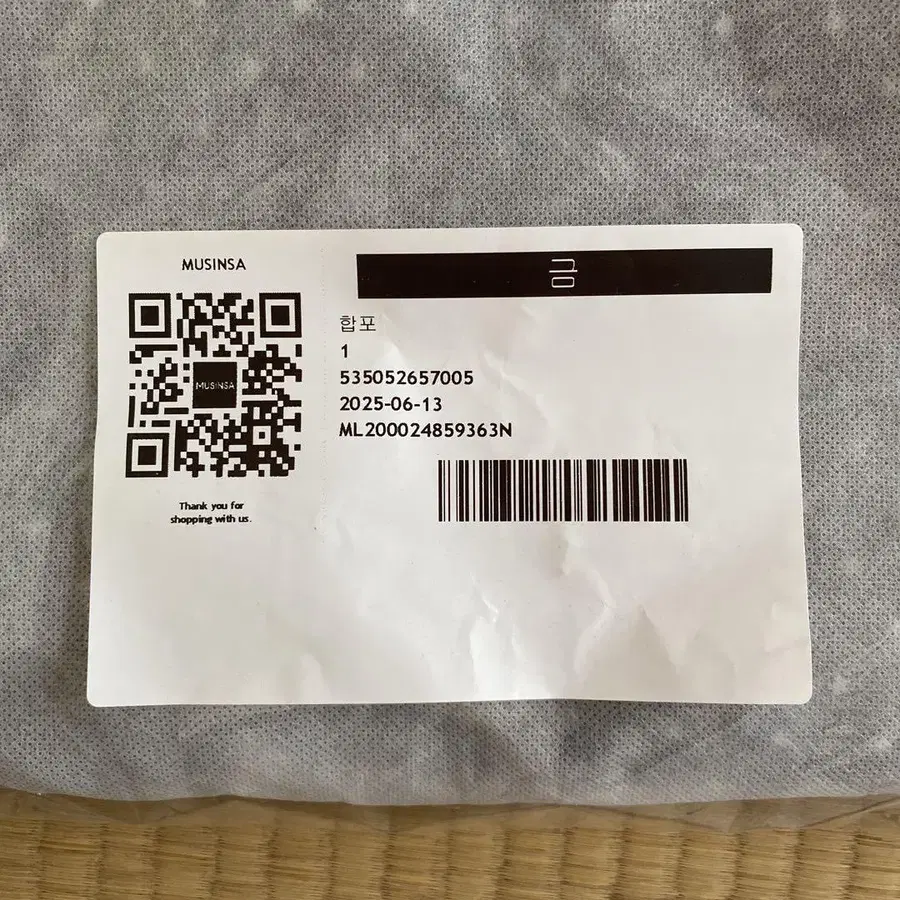 MUSINSA
MUSINSA
Thank you for
shopping with us.
금
합포
1
535052657005
2025-06-13
ML200024859363N